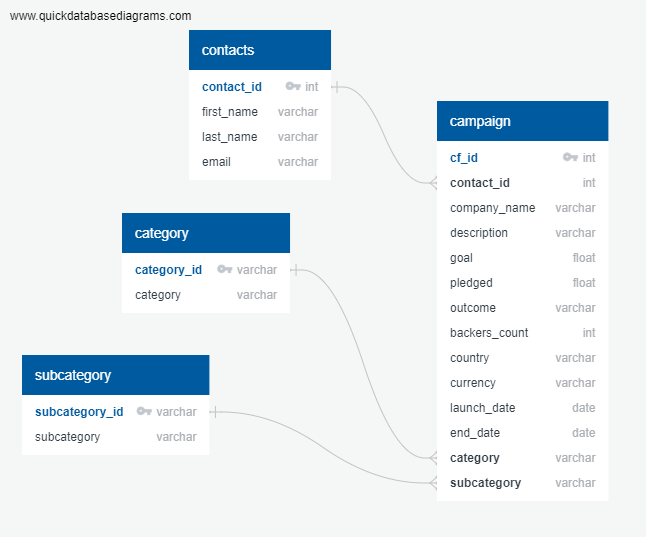 www.quickdatabasediagrams.com
contacts
contact_id int
first_name varchar
last_name varchar
email varchar
campaign
cf_id int
contact_id int
company_name varchar
description varchar
goal float
pledged float
outcome varchar
backers_count int
country varchar
currency varchar
launch_date date
end_date date
category varchar
subcategory varchar
category
category_id varchar
category varchar
subcategory
subcategory_id varchar
subcategory varchar